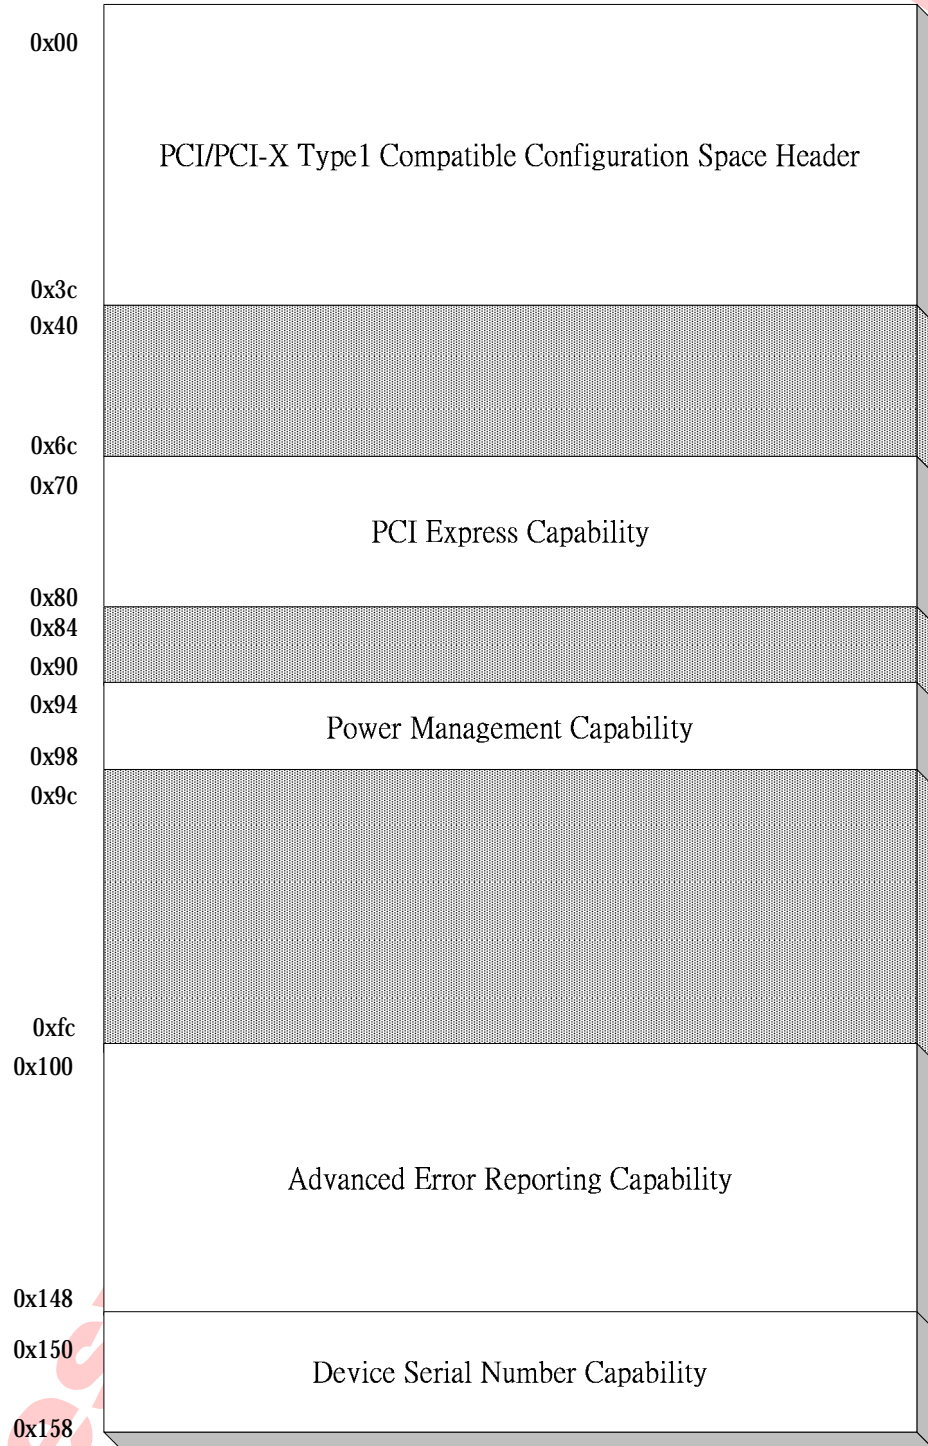 0x00
PCI/PCI-X Type1 Compatible Configuration Space Header
0x3c
0x40
0x6c
0x70
PCI Express Capability
0x80
0x84
0x90
0x94
Power Management Capability
0x98
0x9c
0xfc
0x100
Advanced Error Reporting Capability
0x148
0x150
Device Serial Number Capability
0x158